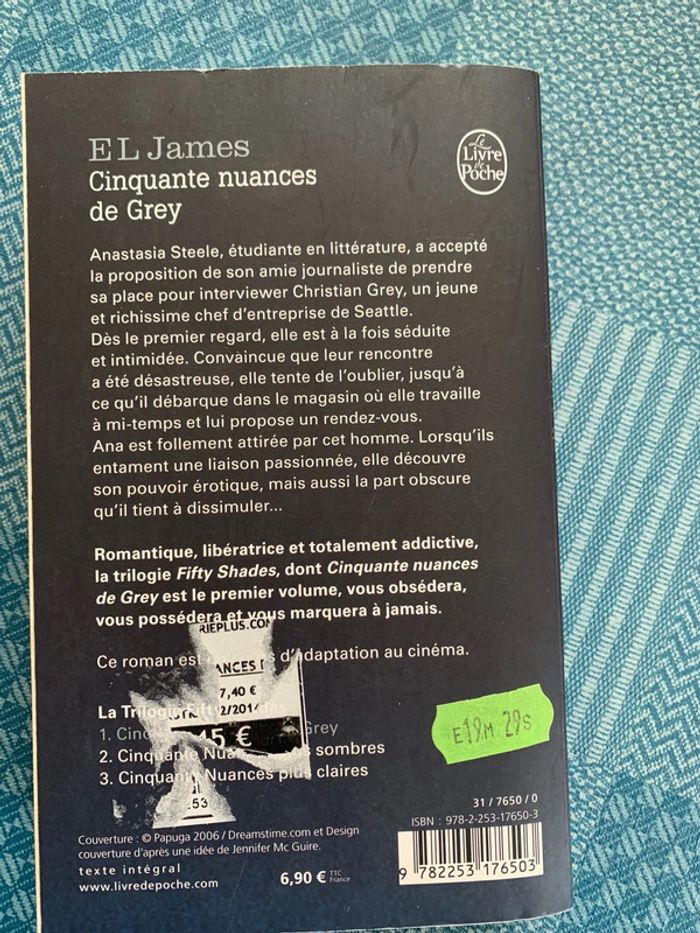 E L James
Le Livre de Poche
Cinquante nuances
de Grey
Anastasia Steele, étudiante en littérature, a accepté
la proposition de son amie journaliste de prendre
sa place pour interviewer Christian Grey, un jeune
et richissime chef d'entreprise de Seattle.
Dès le premier regard, elle est à la fois séduite
et intimidée. Convaincue que leur rencontre
a été désastreuse, elle tente de l'oublier, jusqu'à
ce qu'il débarque dans le magasin où elle travaille
à mi-temps et lui propose un rendez-vous.
Ana est follement attirée par cet homme. Lorsqu'ils
entament une liaison passionnée, elle découvre
son pouvoir érotique, mais aussi la part obscure
qu'il tient à dissimuler...
Romantique, libératrice et totalement addictive,
la trilogie Fifty Shades, dont Cinquante nuances
de Grey est le premier volume, vous obsédera,
vous possédera et vous marquera à jamais.
RIEPLUS.COM
Ce roman est d'adaptation au cinéma.
ANCES
7,40 €
2/2014
La Trilogie Fifty
1. Grey
45 €
2. Cinquante Nuances sombres
3. Cinquante Nuances plus claires
53
E19M 29S
31 / 7650 / 0
ISBN : 978-2-253-17650-3
Couverture : © Papuga 2006 / Dreamstime.com et Design
couverture d'après une idée de Jennifer Mc Guire.
texte intégral
www.livredepoche.com
6,90 € TTC France
9 782253 176503